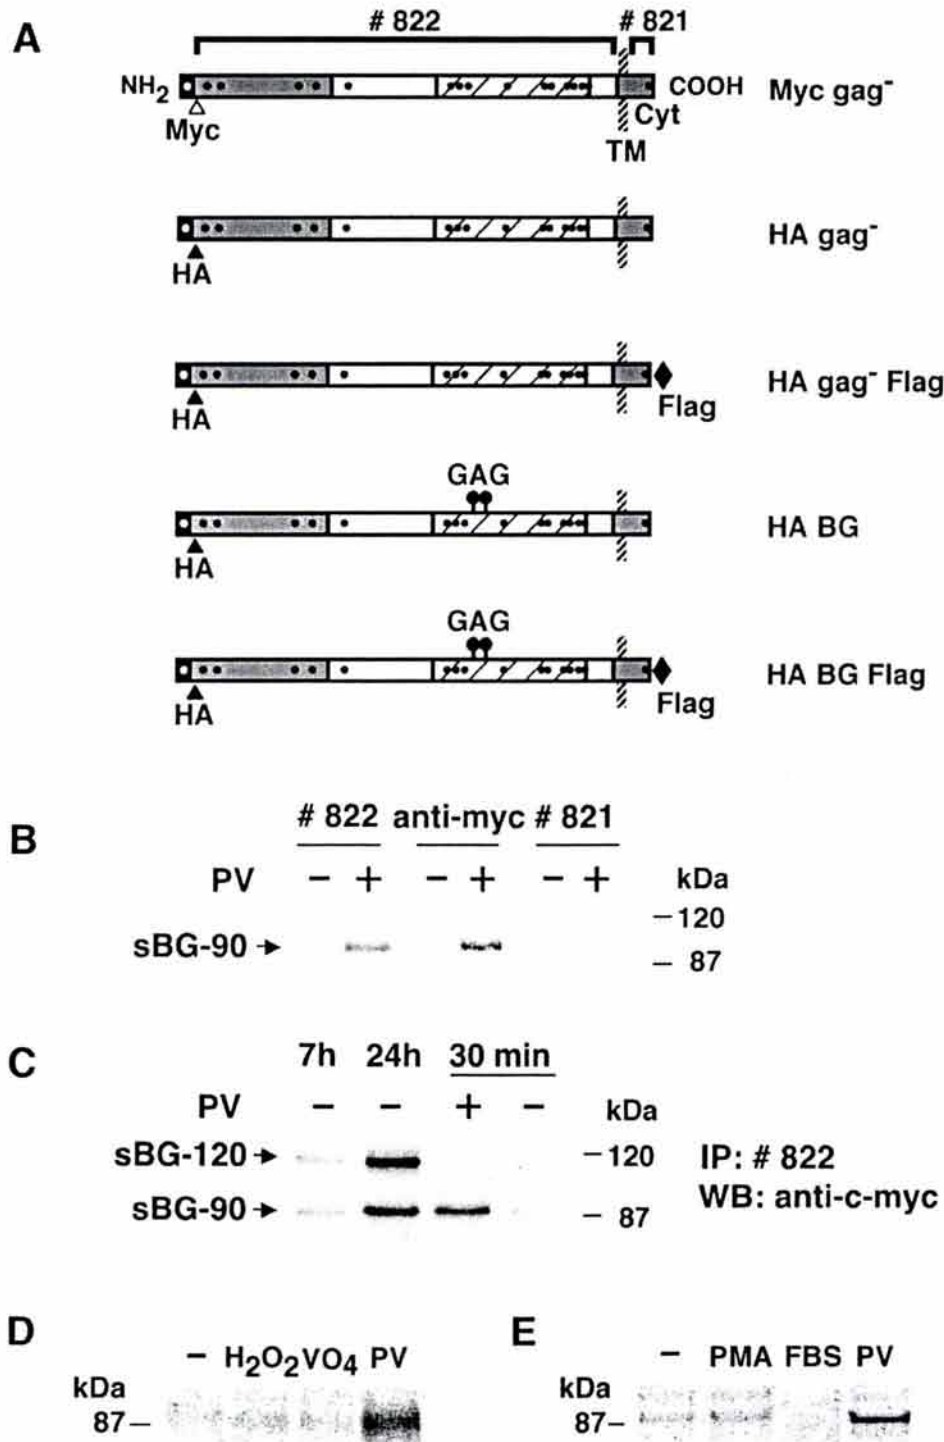 A
# 822 # 821
NH2 COOH Myc gag-
Myc Cyt
TM
HA gag-
HA
HA gag- Flag
HA Flag
GAG
HA BG
HA
GAG
HA BG Flag
HA Flag
B
# 822 anti-myc # 821
PV − + − + − + kDa
−120
sBG-90
− 87
C
7h 24h 30 min
PV − − + − kDa
sBG-120 −120 IP: # 822
sBG-90 − 87 WB: anti-c-myc
D
− H2O2 VO4 PV
kDa
87−
E
− PMA FBS PV
kDa
87−